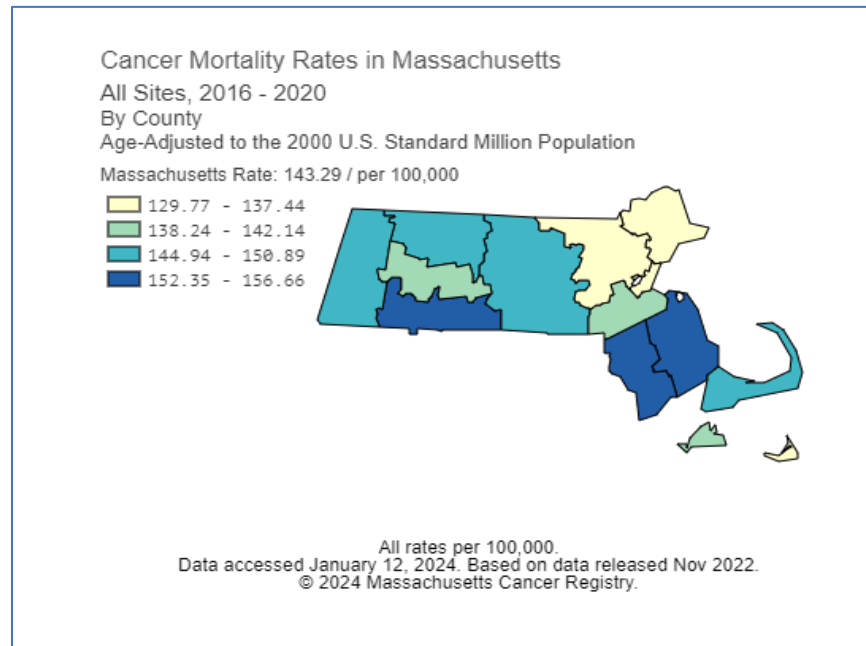 Cancer Mortality Rates in Massachusetts
All Sites, 2016 - 2020
By County
Age-Adjusted to the 2000 U.S. Standard Million Population
Massachusetts Rate: 143.29 / per 100,000
129.77 - 137.44
138.24 - 142.14
144.94 - 150.89
152.35 - 156.66
All rates per 100,000.
Data accessed January 12, 2024. Based on data released Nov 2022.
© 2024 Massachusetts Cancer Registry.